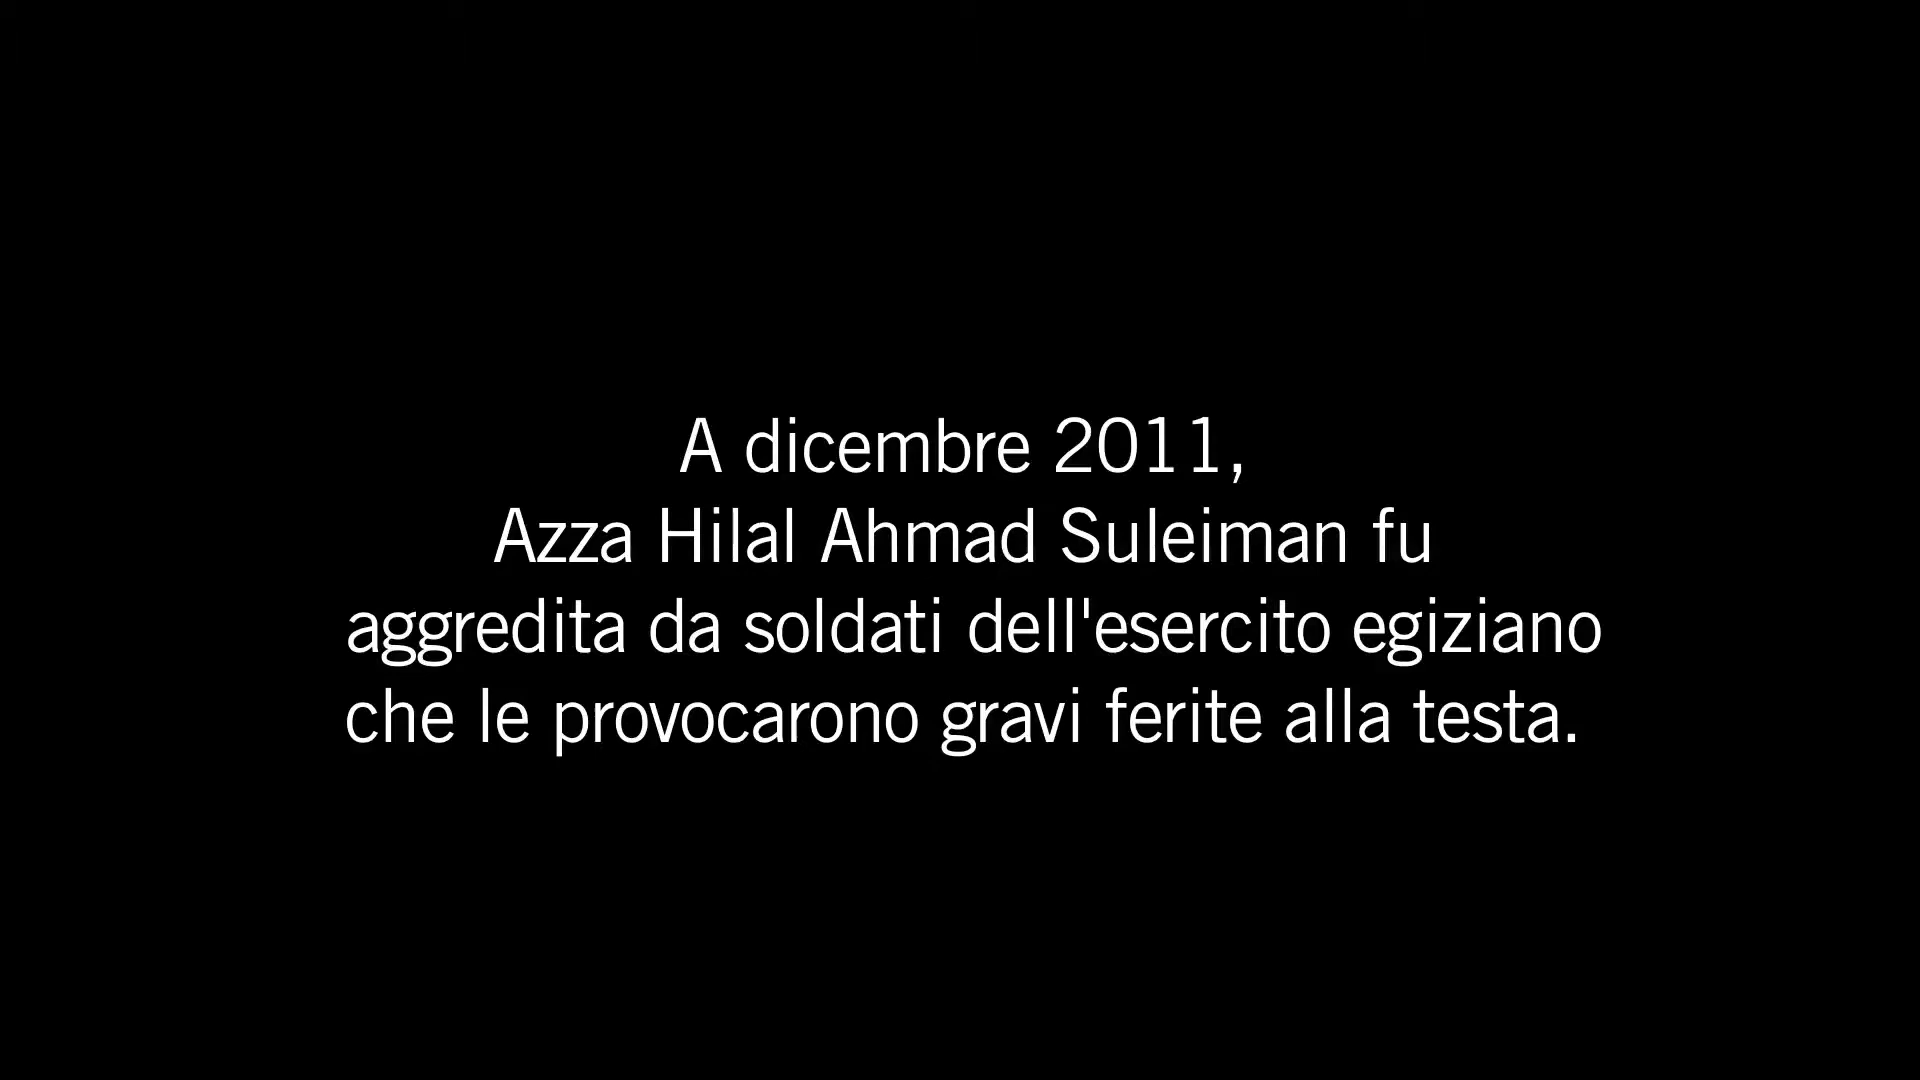 A dicembre 2011,
Azza Hilal Ahmad Suleiman fu
aggredita da soldati dell'esercito egiziano
che le provocarono gravi ferite alla testa.